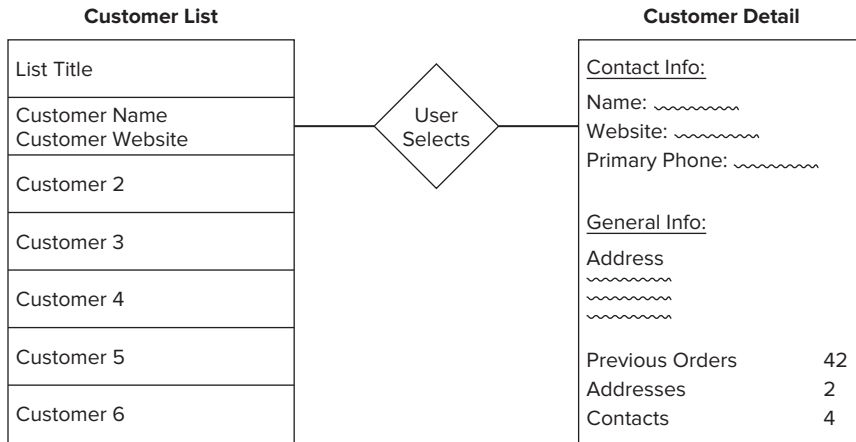 Customer List
List Title
Customer Name
Customer Website
Customer 2
Customer 3
Customer 4
Customer 5
Customer 6
User
Selects
Customer Detail
Contact Info:
Name:
Website:
Primary Phone:
General Info:
Address
Previous Orders 42
Addresses 2
Contacts 4